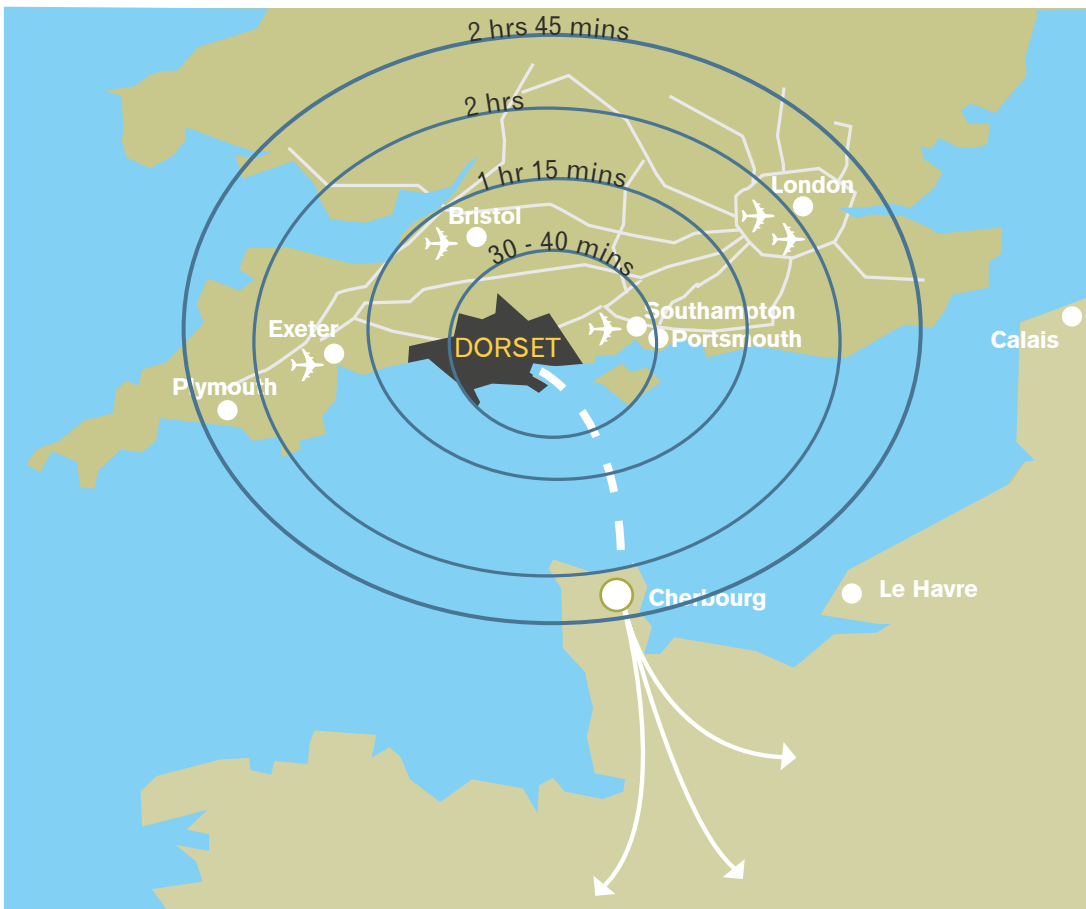 2 hrs 45 mins
2 hrs
1 hr 15 mins
London
Bristol
30 - 40 mins
Southampton
Exeter
Portsmouth
Calais
DORSET
Plymouth
Cherbourg
Le Havre